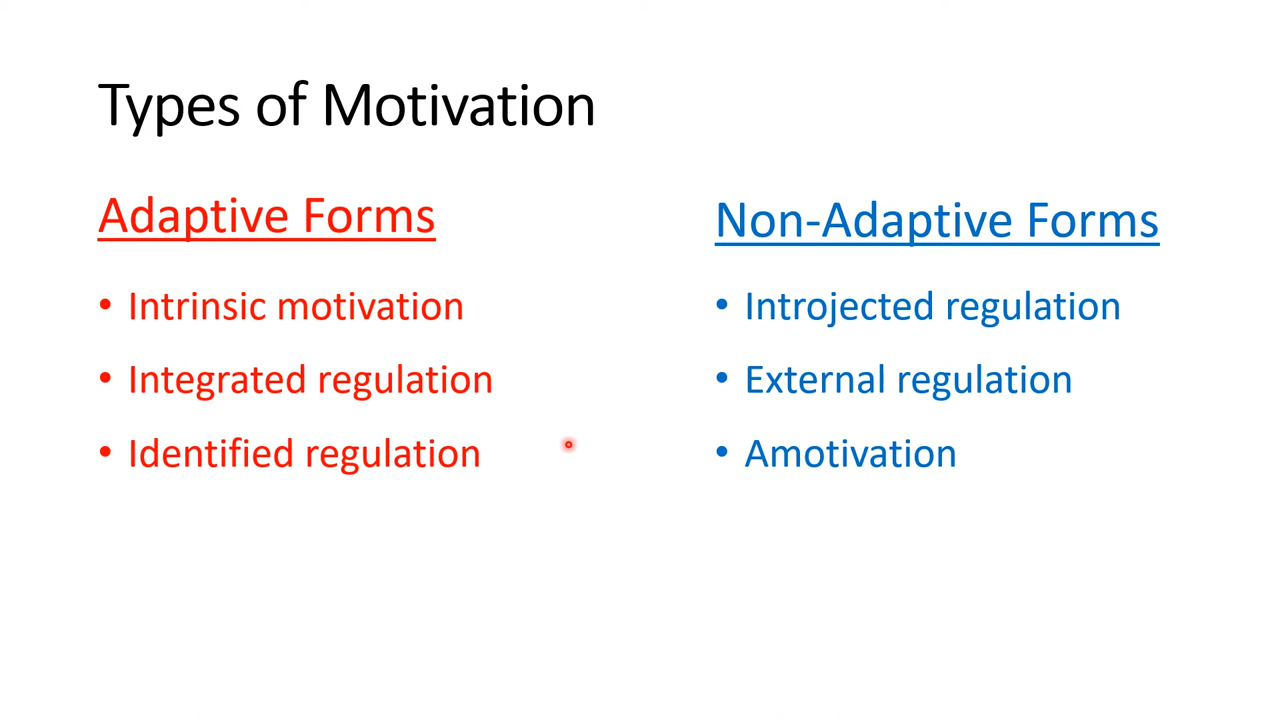 Types of Motivation
Adaptive Forms
• Intrinsic motivation
• Integrated regulation
• Identified regulation
Non-Adaptive Forms
• Introjected regulation
• External regulation
• Amotivation